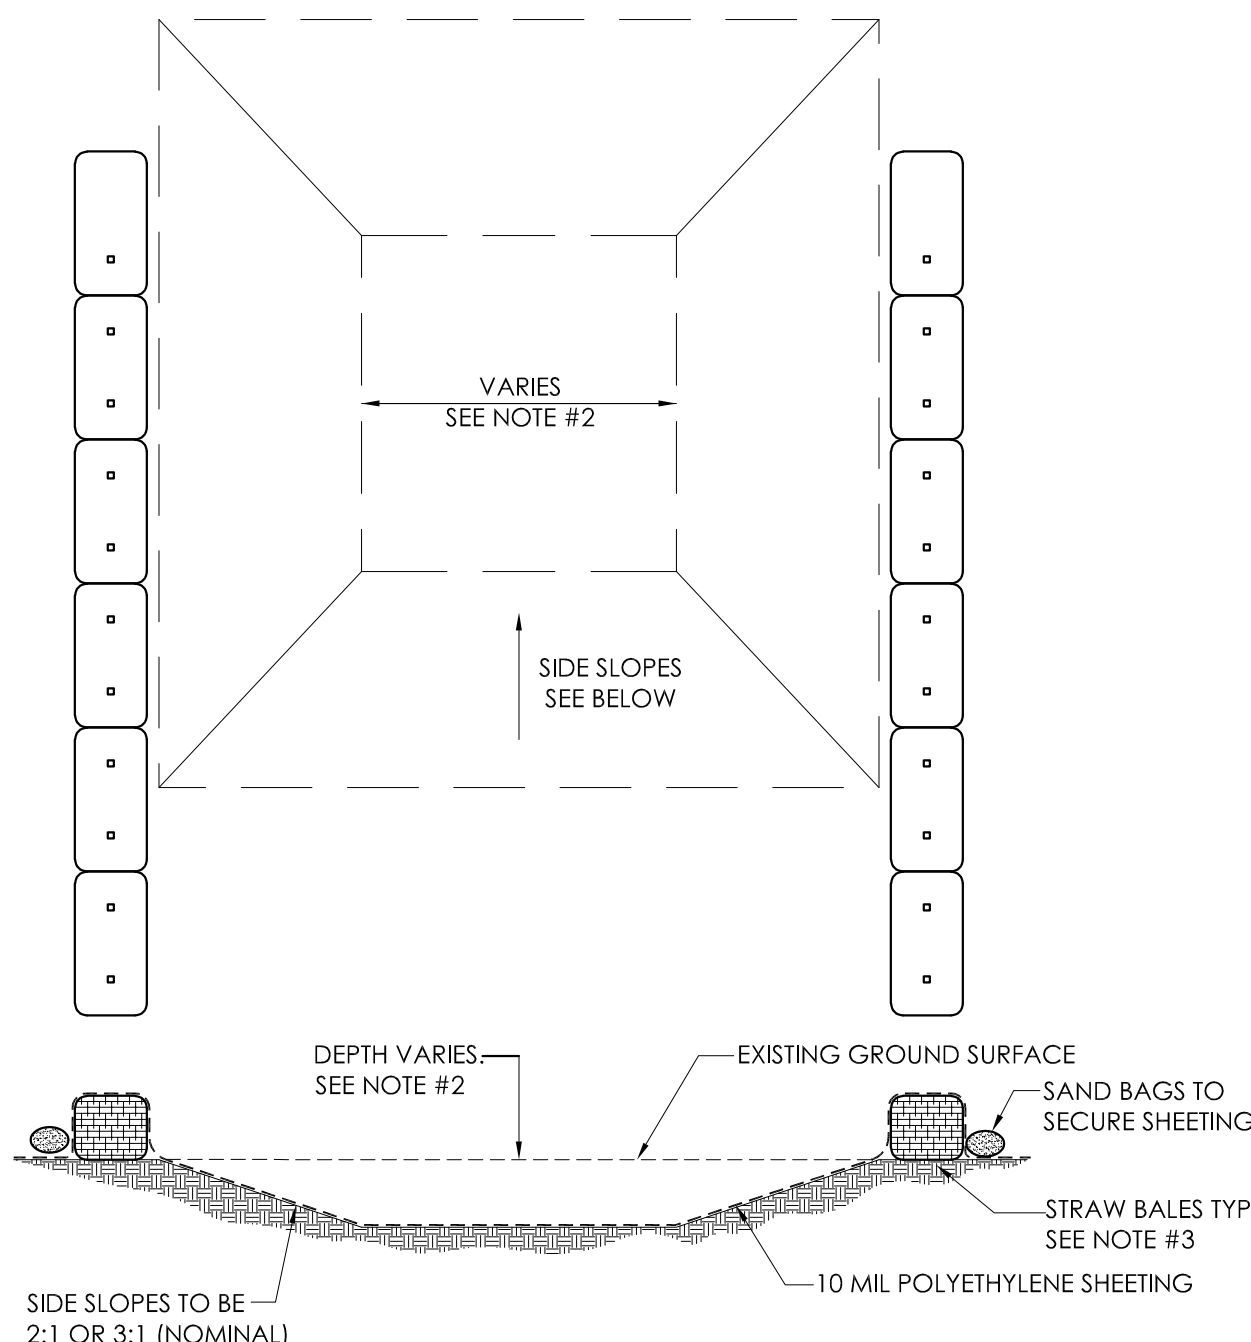 VARIES
SEE NOTE #2
SIDE SLOPES
SEE BELOW
DEPTH VARIES.
SEE NOTE #2
EXISTING GROUND SURFACE
SAND BAGS TO
SECURE SHEETING
STRAW BALES TYP
SEE NOTE #3
10 MIL POLYETHYLENE SHEETING
SIDE SLOPES TO BE
2:1 OR 3:1 (NOMINAL)